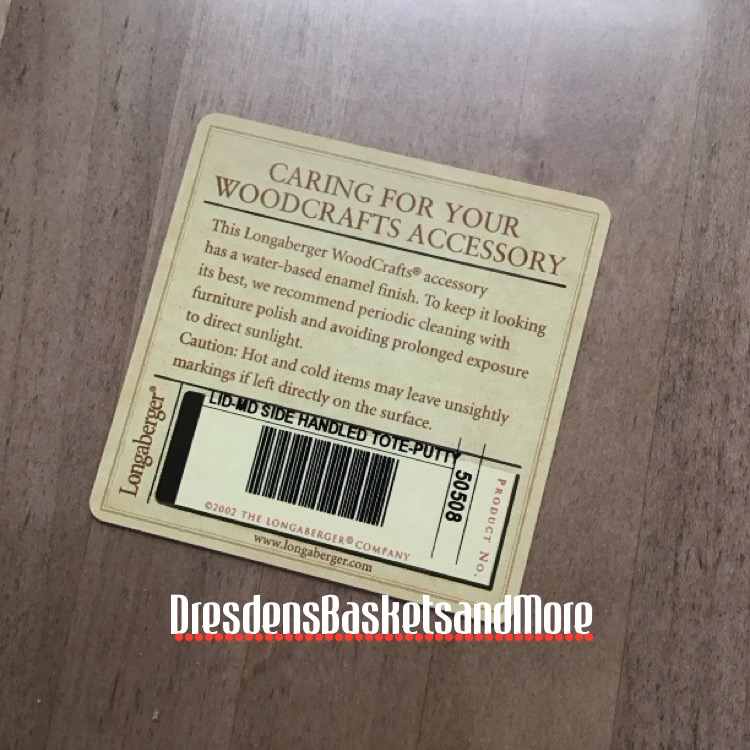 CARING FOR YOUR
WOODCRAFTS ACCESSORY
This Longaberger WoodCrafts® accessory
has a water-based enamel finish. To keep it looking
its best, we recommend periodic cleaning with
furniture polish and avoiding prolonged exposure
to direct sunlight.
Caution: Hot and cold items may leave unsightly
markings if left directly on the surface.
Longaberger®
LID-MD SIDE HANDLED TOTE-PUTTY
50508
PRODUCT NO.
©2002 THE LONGABERGER® COMPANY
www.longaberger.com
DresdensBasketsandMore